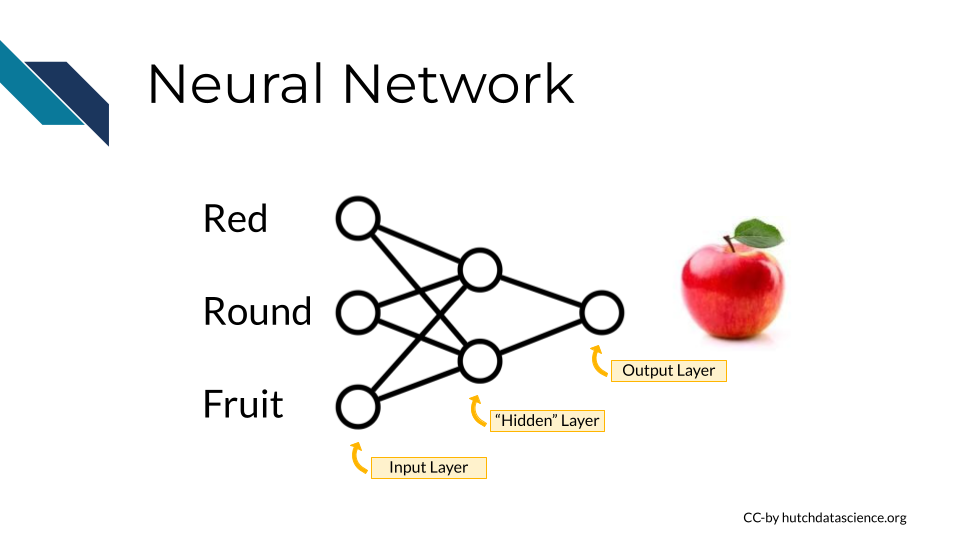 Neural Network
Red
Round
Fruit
Output Layer
“Hidden” Layer
Input Layer
CC-by hutchdatascience.org